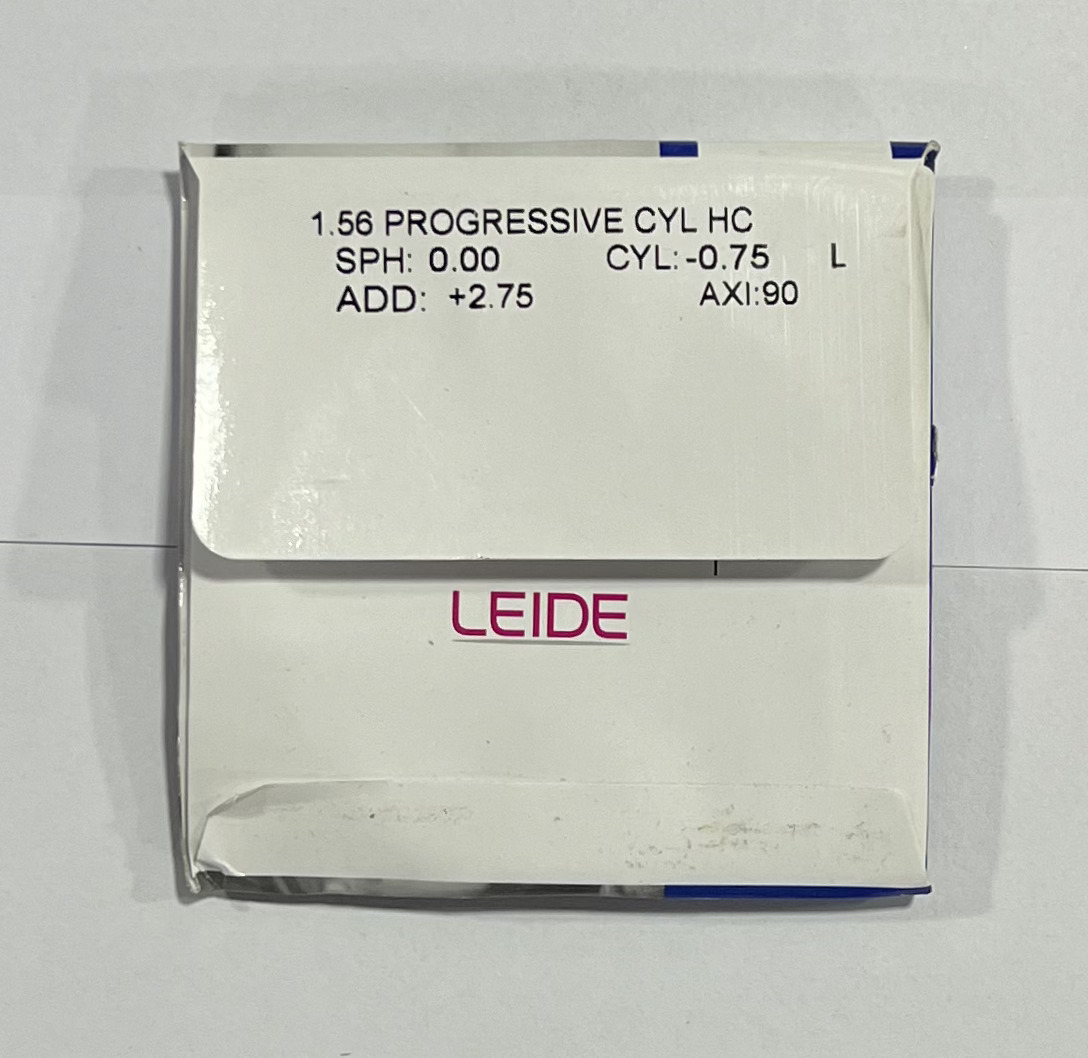 1.56 PROGRESSIVE CYL HC
SPH: 0.00 CYL: -0.75 L
ADD: +2.75 AXI:90
LEIDE